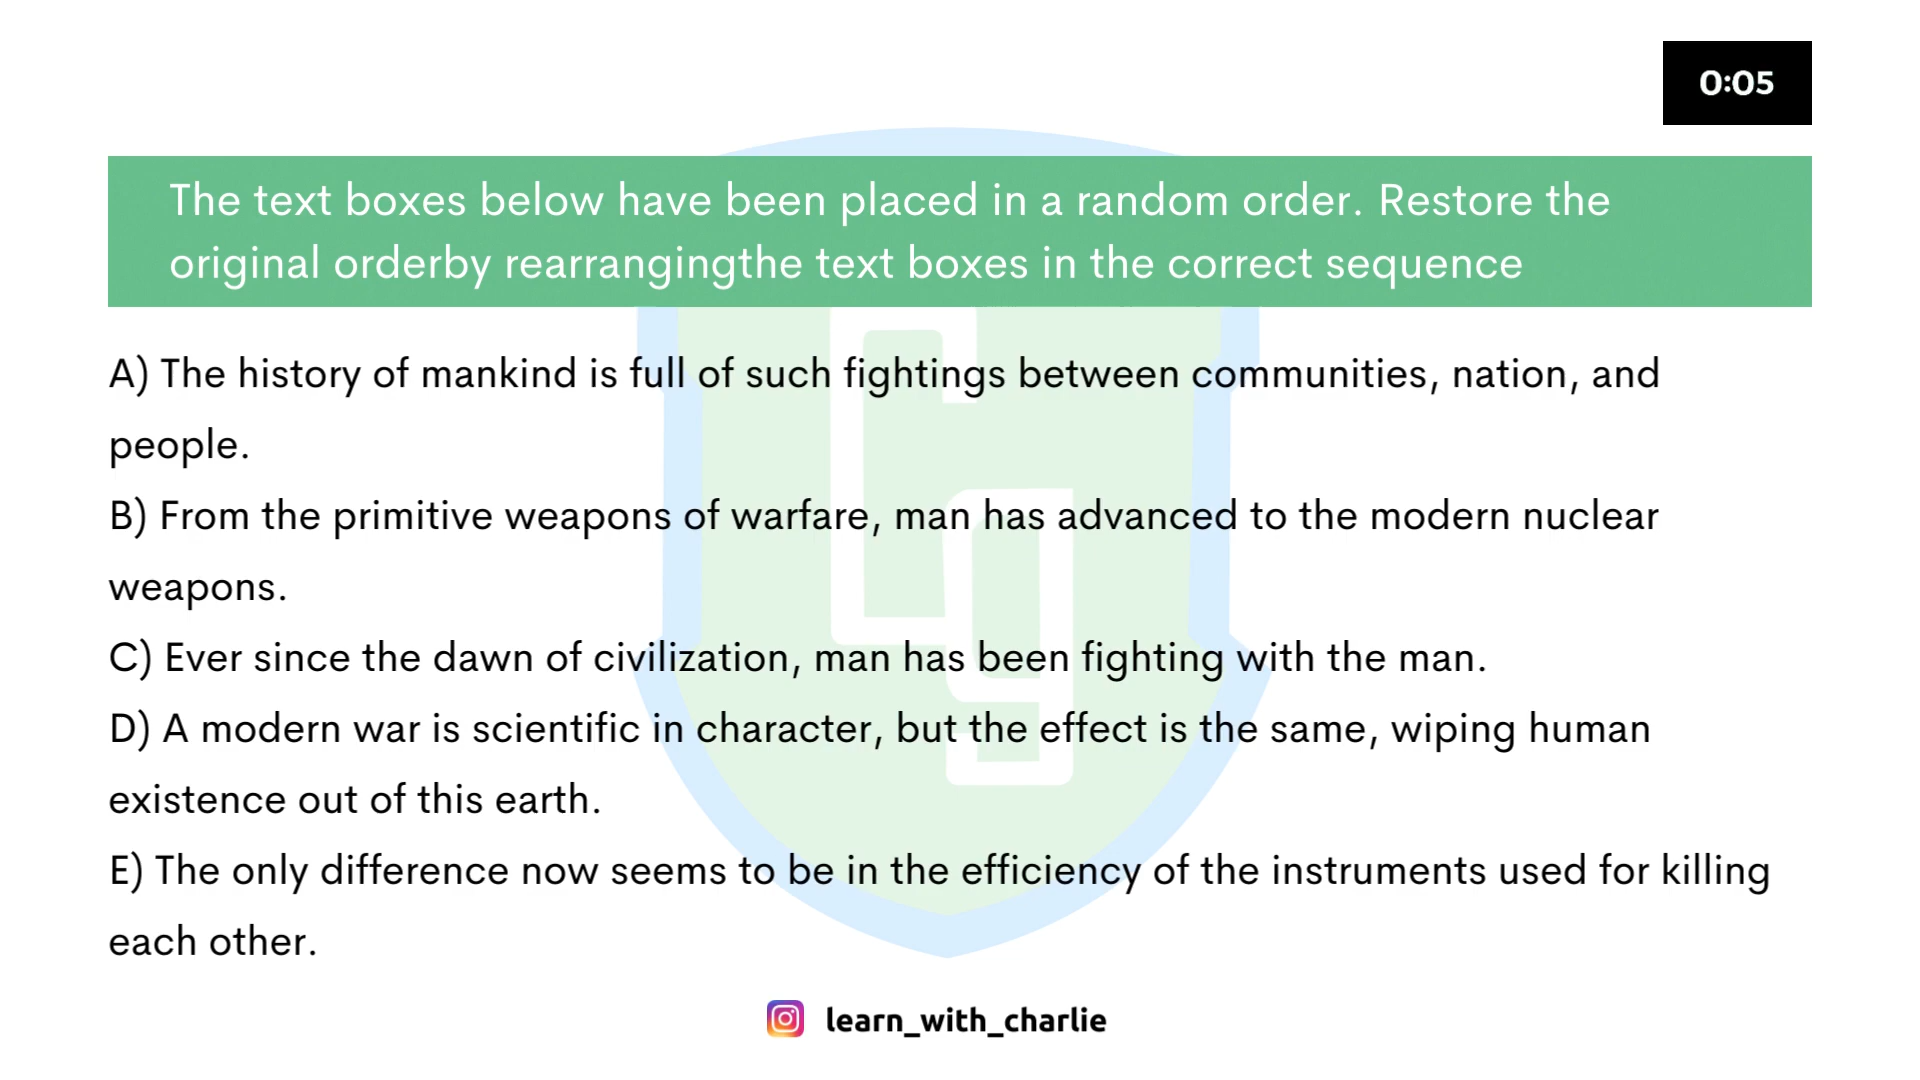 0:05
The text boxes below have been placed in a random order. Restore the
original orderby rearrangingthe text boxes in the correct sequence
A) The history of mankind is full of such fightings between communities, nation, and
people.
B) From the primitive weapons of warfare, man has advanced to the modern nuclear
weapons.
C) Ever since the dawn of civilization, man has been fighting with the man.
D) A modern war is scientific in character, but the effect is the same, wiping human
existence out of this earth.
E) The only difference now seems to be in the efficiency of the instruments used for killing
each other.
learn_with_charlie